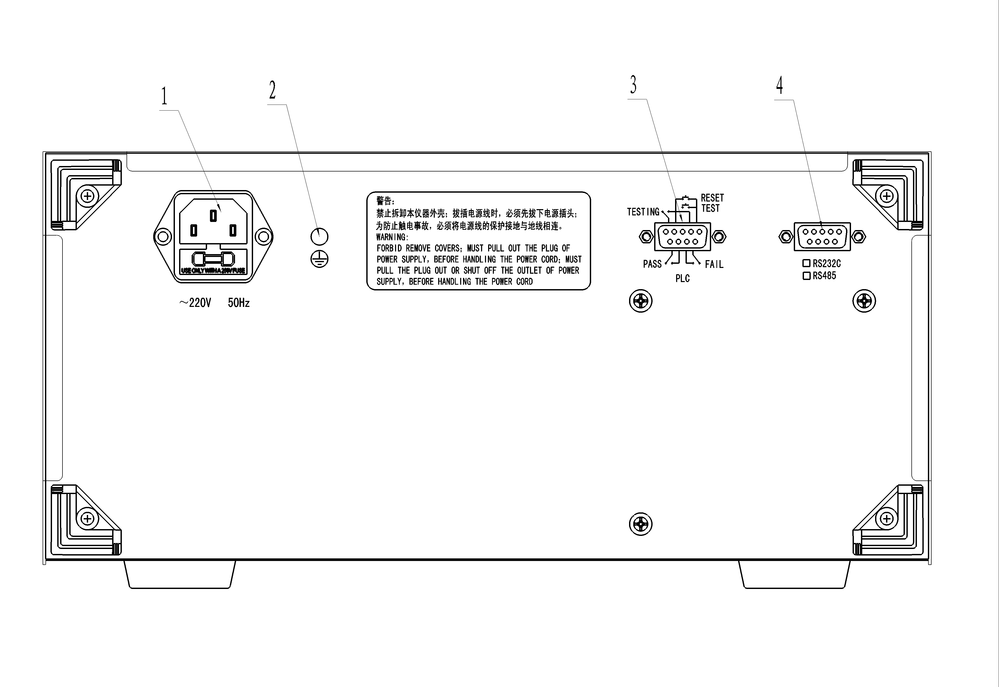 1
2
3
4
警告：
禁止拆卸本仪器外壳；拔插电源线时，必须先拔下电源插头；
为防止触电事故，必须将电源线的保护接地与地线相连。
WARNING:
FORBID REMOVE COVERS; MUST PULL OUT THE PLUG OF
POWER SUPPLY, BEFORE HANDLING THE POWER CORD; MUST
PULL THE PLUG OUT OR SHUT OFF THE OUTLET OF POWER
SUPPLY, BEFORE HANDLING THE POWER CORD
RESET
TEST
TESTING
PASS
FAIL
PLC
RS232C
RS485
USE ONLY WITH A 250V FUSE
～220V 50Hz